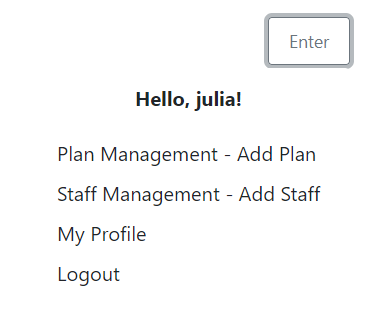 Enter
Hello, julia!
Plan Management - Add Plan
Staff Management - Add Staff
My Profile
Logout